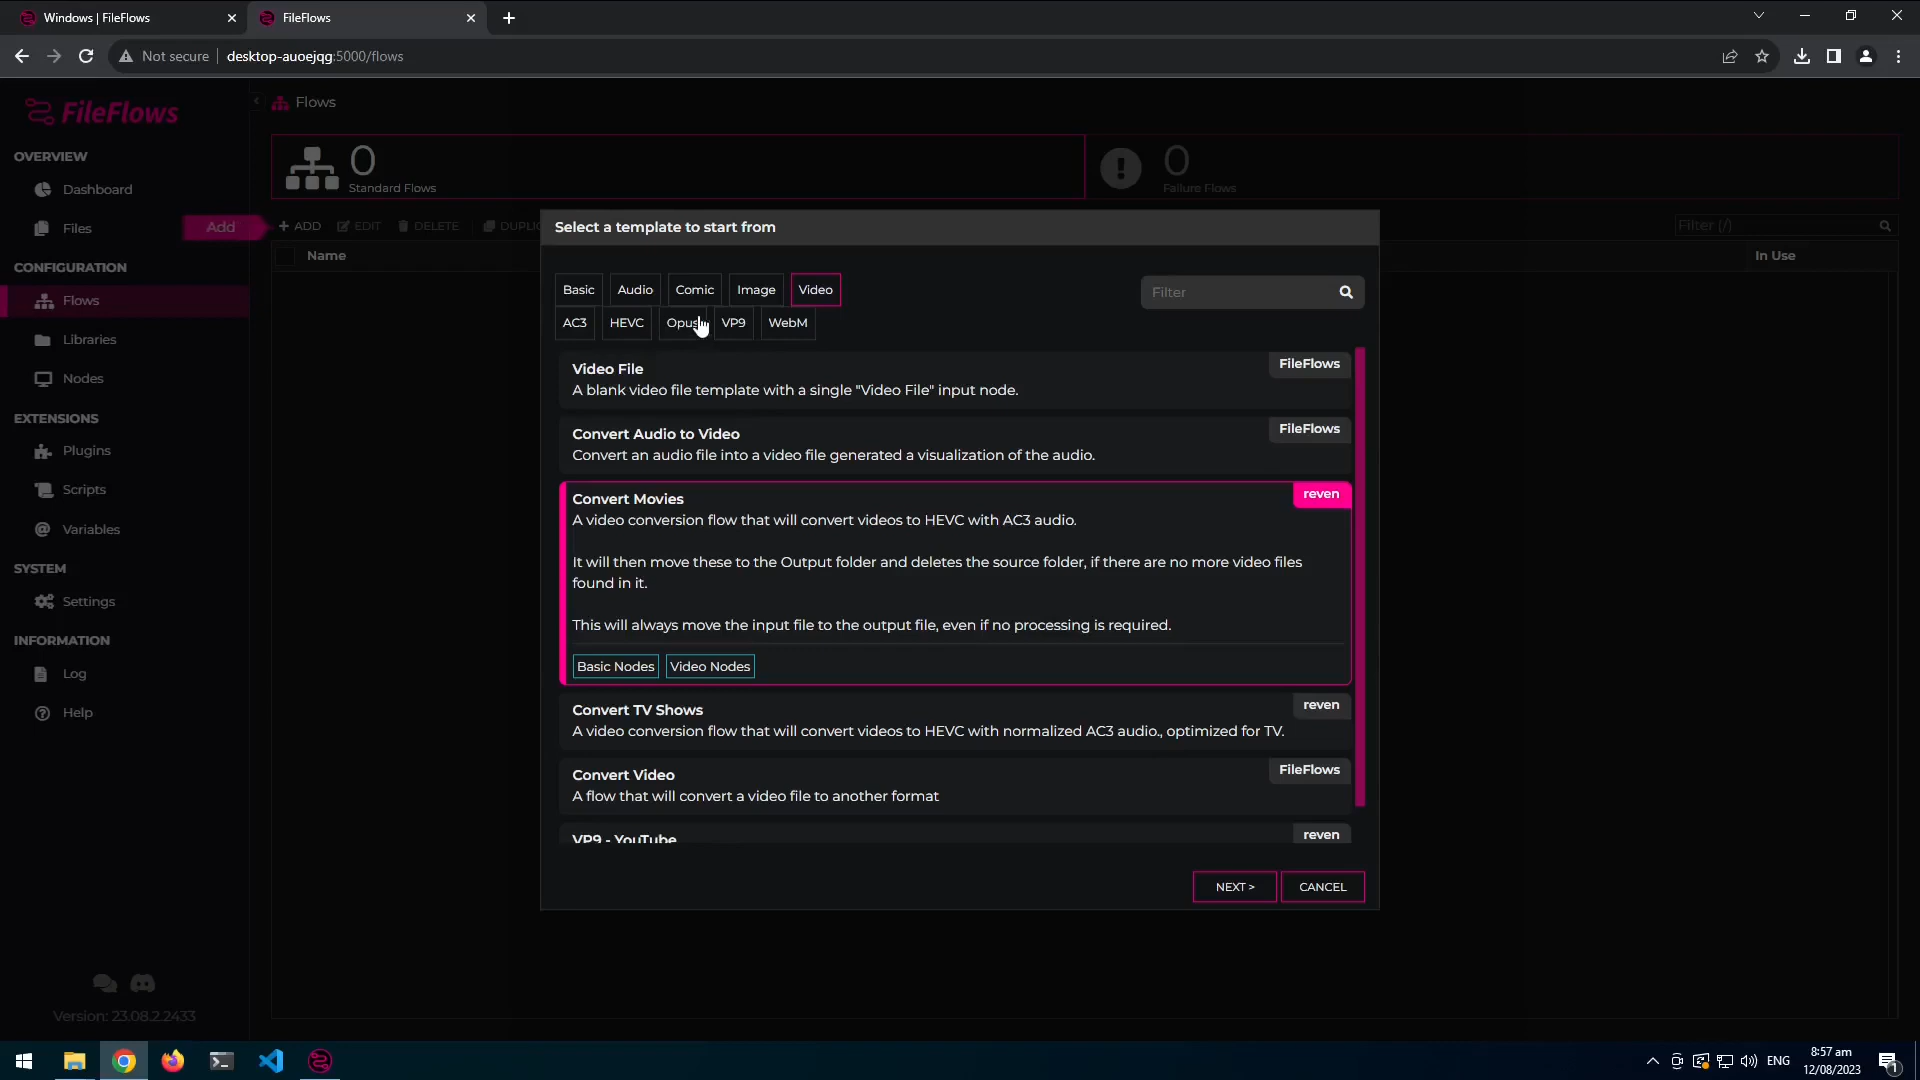 Windows | FileFlows
FileFlows
Not secure desktop-auoejqg:5000/flows
FileFlows
Flows
OVERVIEW
0
Standard Flows
0
Failure Flows
Dashboard
Files
Add
ADD EDIT DELETE
Filter (/)
Name
In Use
CONFIGURATION
Flows
Libraries
Nodes
EXTENSIONS
Plugins
Scripts
Variables
SYSTEM
Settings
INFORMATION
Log
Help
Version: 23.08.2.2433
Select a template to start from
Basic Audio Comic Image Video
Filter
AC3 HEVC Opus VP9 WebM
Video File
FileFlows
A blank video file template with a single "Video File" input node.
Convert Audio to Video
FileFlows
Convert an audio file into a video file generated a visualization of the audio.
Convert Movies
reven
A video conversion flow that will convert videos to HEVC with AC3 audio.
It will then move these to the Output folder and deletes the source folder, if there are no more video files
found in it.
This will always move the input file to the output file, even if no processing is required.
Basic Nodes Video Nodes
Convert TV Shows
reven
A video conversion flow that will convert videos to HEVC with normalized AC3 audio., optimized for TV.
Convert Video
FileFlows
A flow that will convert a video file to another format
VP9 - YouTube
reven
NEXT > CANCEL
ENG
8:57 am
12/08/2023
1